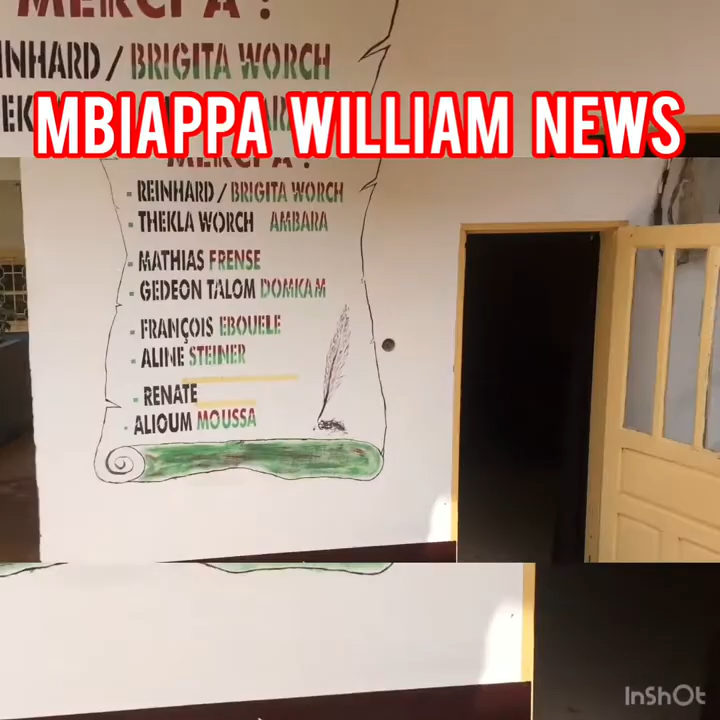 MERCI À :
INHARD / BRIGITA WORCH
MBIAPPA WILLIAM NEWS
MERCI À :
- REINHARD / BRIGITA WORCH
- THEKLA WORCH AMBARA
- MATHIAS FRENSE
- GEDEON TALOM DOMKAM
- FRANÇOIS EBOUELE
- ALINE STEINER
- RENATE
- ALIOUM MOUSSA
InShOt